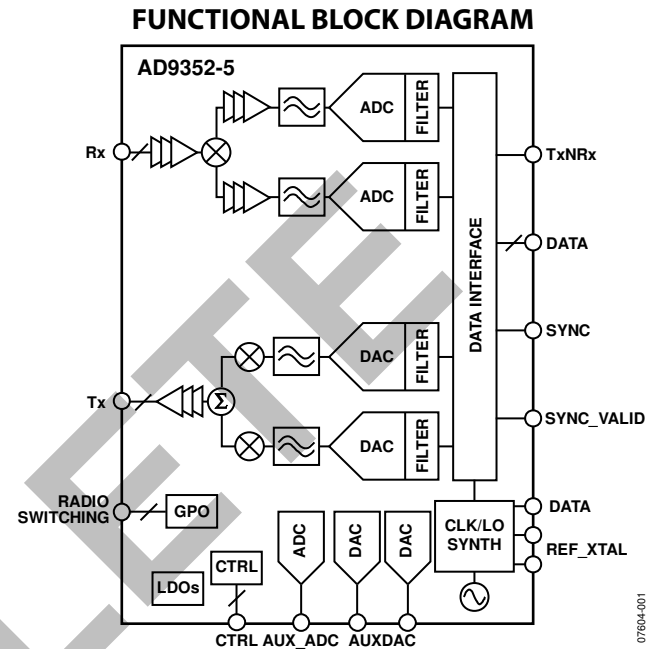 FUNCTIONAL BLOCK DIAGRAM
AD9352-5
ADC
FILTER
Rx
TxNRx
ADC
FILTER
DATA
DATA INTERFACE
SYNC
DAC
FILTER
Tx
Σ
SYNC_VALID
DAC
FILTER
RADIO
SWITCHING
GPO
DATA
CLK/LO
SYNTH
REF_XTAL
ADC
DAC
DAC
CTRL
LDOs
CTRL AUX_ADC AUXDAC
07604-001
LETE